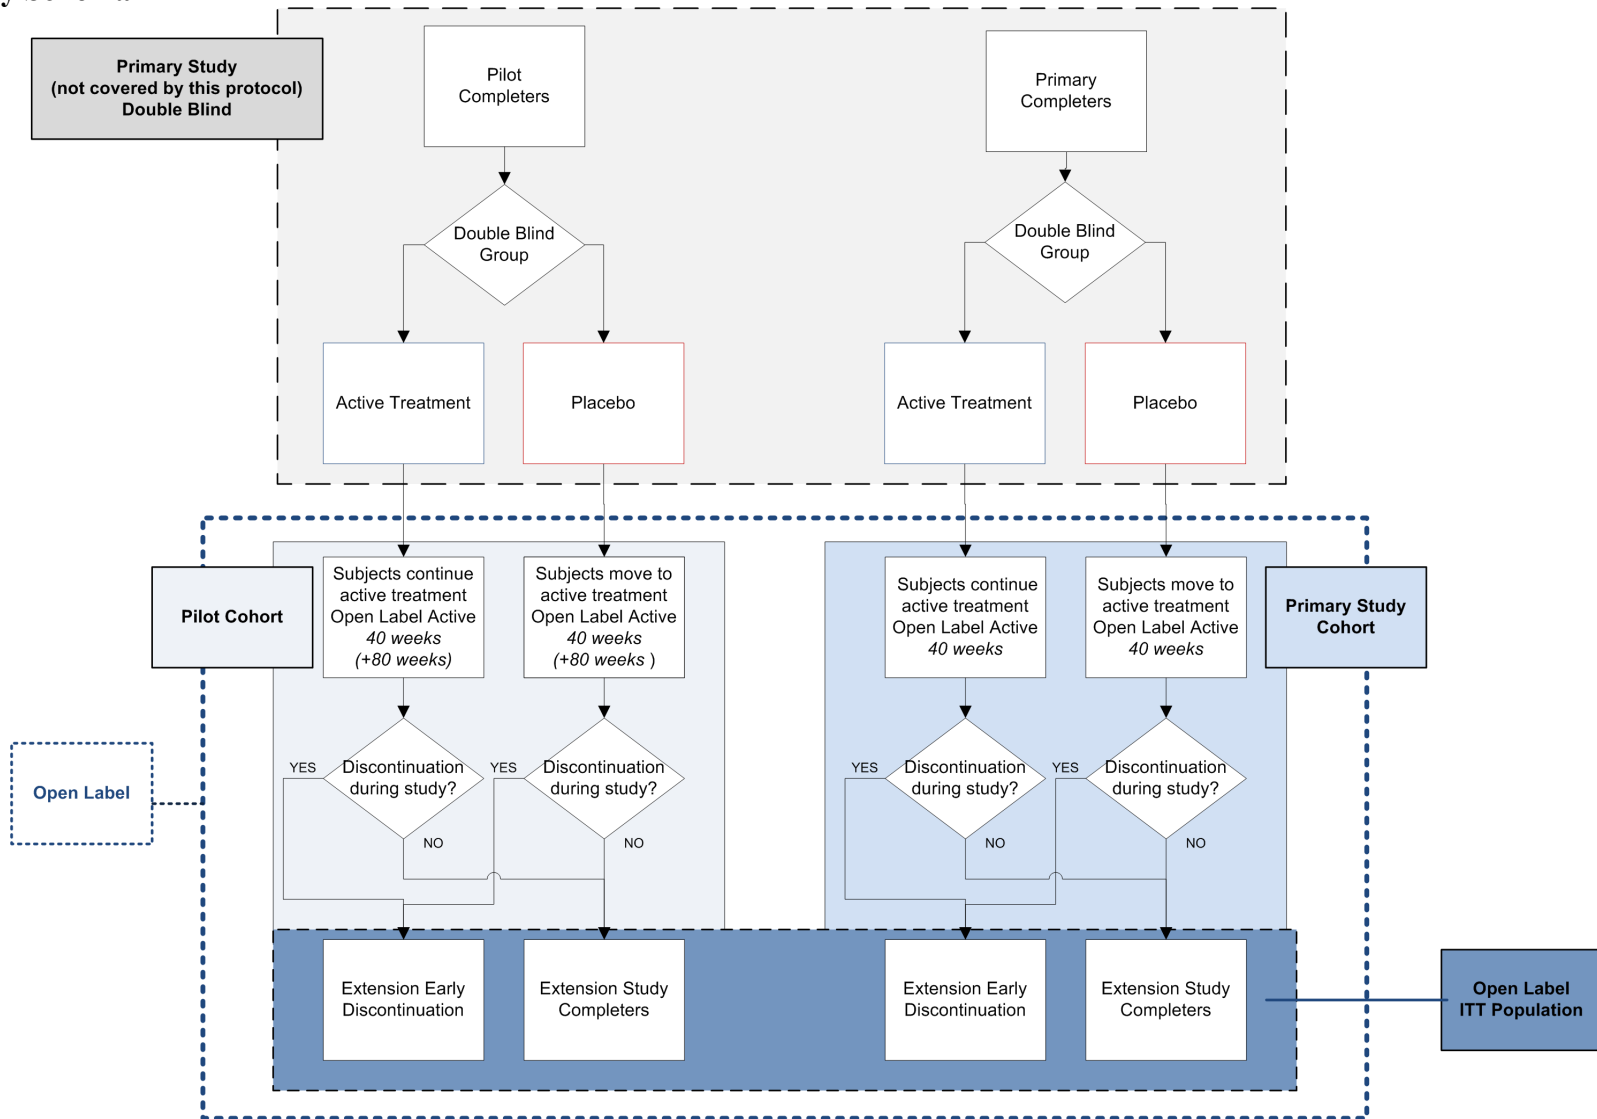 Primary Study
(not covered by this protocol)
Double Blind
Pilot
Completers
Primary
Completers
Double Blind
Group
Double Blind
Group
Active Treatment
Placebo
Active Treatment
Placebo
Pilot Cohort
Subjects continue
active treatment
Open Label Active
40 weeks
(+80 weeks)
Subjects move to
active treatment
Open Label Active
40 weeks
(+80 weeks )
Subjects continue
active treatment
Open Label Active
40 weeks
Subjects move to
active treatment
Open Label Active
40 weeks
Primary Study
Cohort
Open Label
YES
Discontinuation
during study?
NO
YES
Discontinuation
during study?
NO
YES
Discontinuation
during study?
NO
YES
Discontinuation
during study?
NO
Extension Early
Discontinuation
Extension Study
Completers
Extension Early
Discontinuation
Extension Study
Completers
Open Label
ITT Population